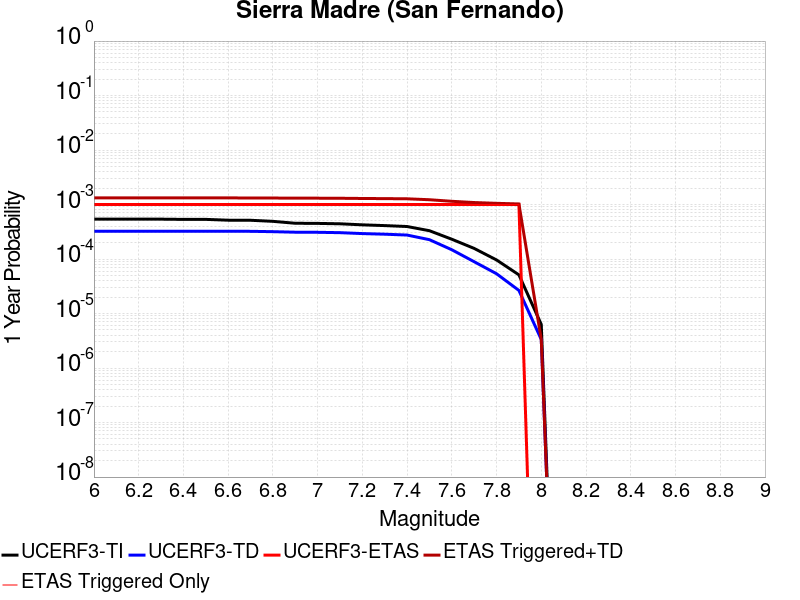 Sierra Madre (San Fernando)
10^0
10^-1
10^-2
10^-3
10^-4
10^-5
10^-6
10^-7
10^-8
1 Year Probability
6 6.2 6.4 6.6 6.8 7 7.2 7.4 7.6 7.8 8 8.2 8.4 8.6 8.8 9
Magnitude
UCERF3-TI UCERF3-TD UCERF3-ETAS ETAS Triggered+TD
ETAS Triggered Only